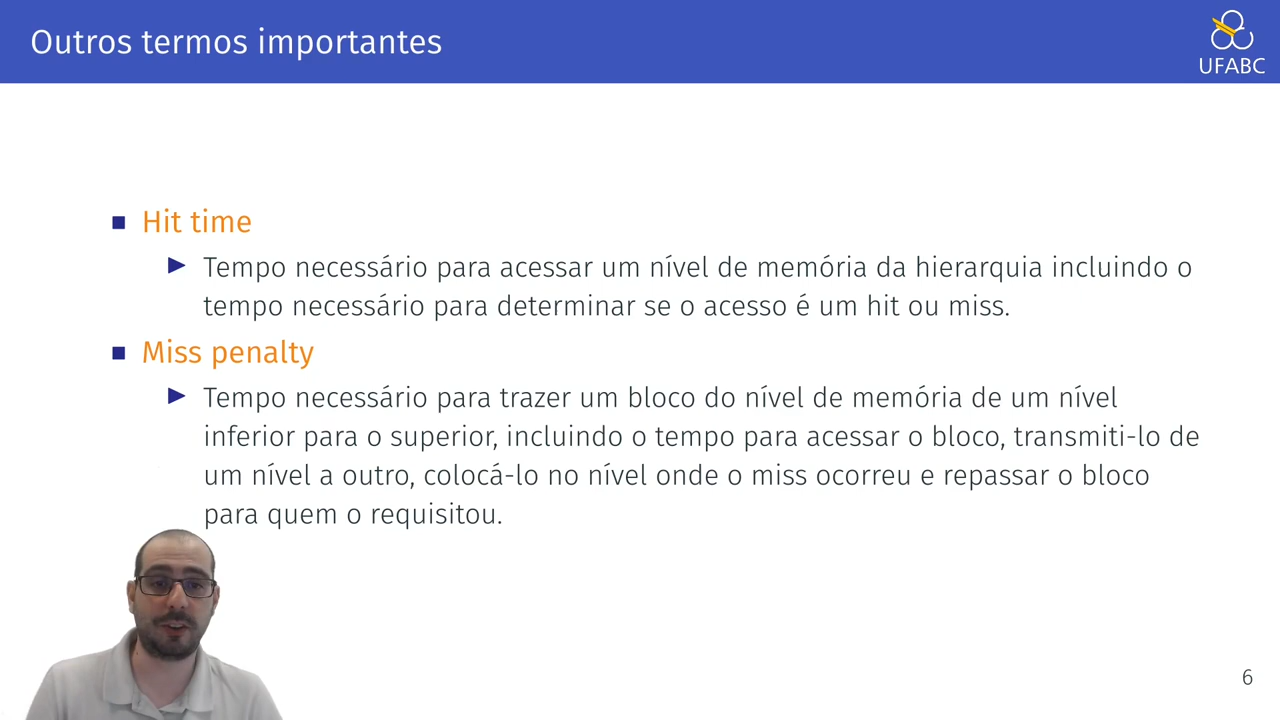 Outros termos importantes
UFABC
Hit time
Tempo necessário para acessar um nível de memória da hierarquia incluindo o
tempo necessário para determinar se o acesso é um hit ou miss.
Miss penalty
Tempo necessário para trazer um bloco do nível de memória de um nível
inferior para o superior, incluindo o tempo para acessar o bloco, transmiti-lo de
um nível a outro, colocá-lo no nível onde o miss ocorreu e repassar o bloco
para quem o requisitou.
6